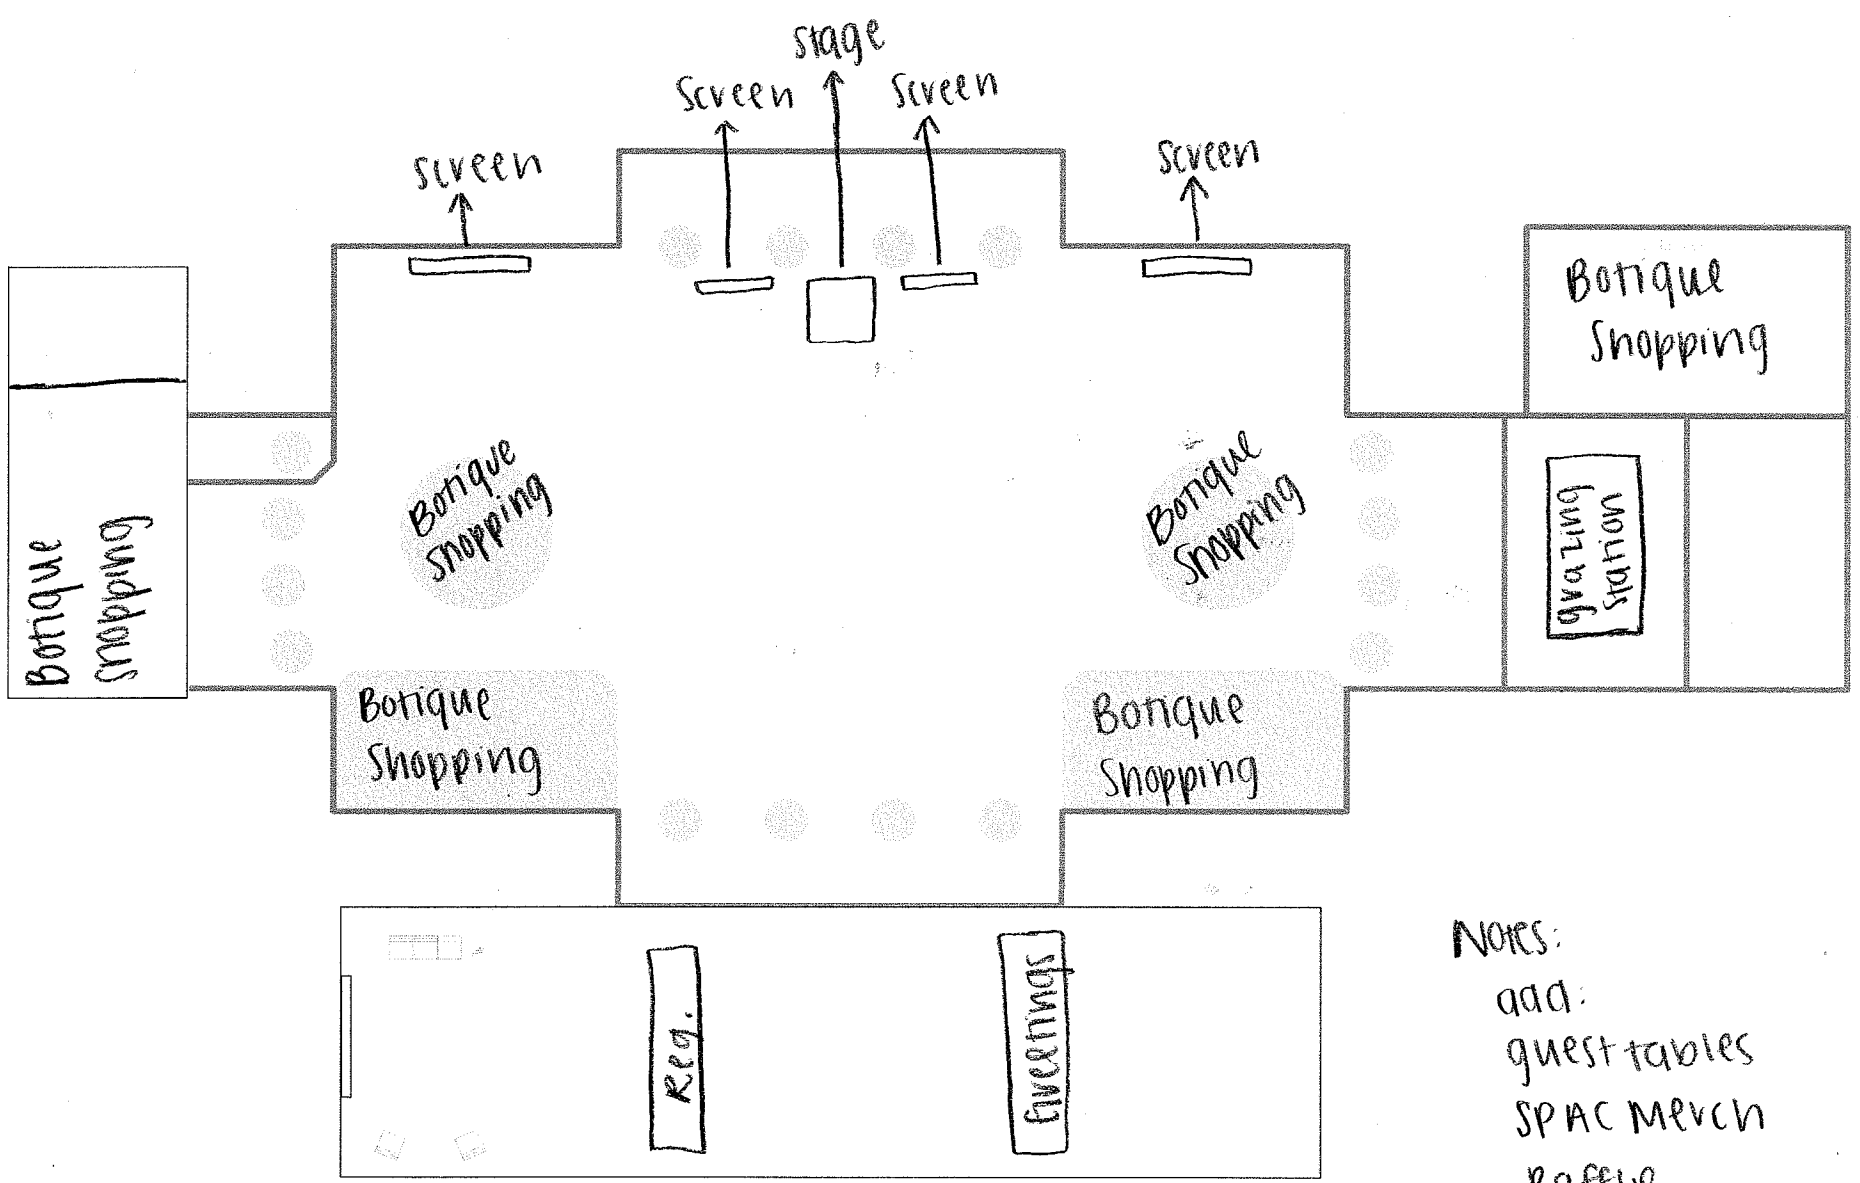 stage
Screen
Screen
screen
Screen
Botique
Shopping
Botique
Shopping
Botique
Shopping
Botique
Shopping
grazing
Station
Botique
Shopping
Botique
Shopping
Reg.
Greetings
Notes:
add:
guest tables
SPAC Merch
Raffle